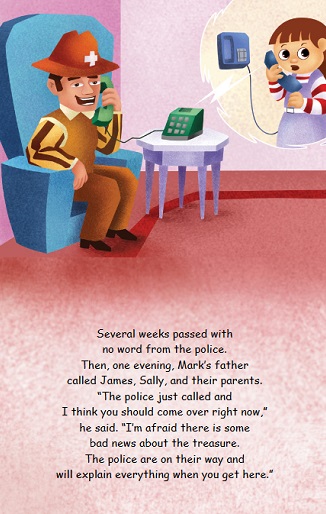 Several weeks passed with
no word from the police.
Then, one evening, Mark's father
called James, Sally, and their parents.
"The police just called and
I think you should come over right now,"
he said. "I'm afraid there is some
bad news about the treasure.
The police are on their way and
will explain everything when you get here."